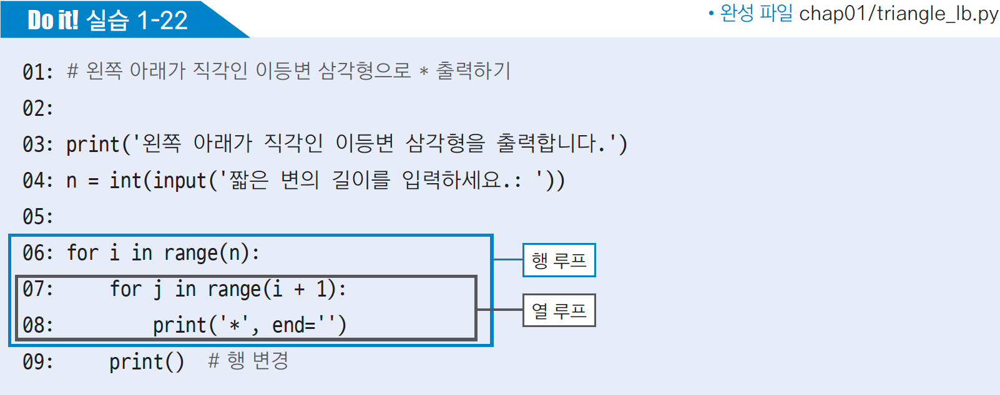 Do it! 실습 1-22
• 완성 파일 chap01/triangle_lb.py
01: # 왼쪽 아래가 직각인 이등변 삼각형으로 * 출력하기
02:
03: print('왼쪽 아래가 직각인 이등변 삼각형을 출력합니다.')
04: n = int(input('짧은 변의 길이를 입력하세요.: '))
05:
06: for i in range(n):
행 루프
07:     for j in range(i + 1):
열 루프
08:         print('*', end='')
09:     print()  # 행 변경